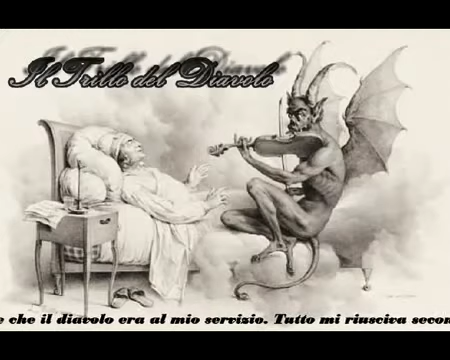 Il Trillo del Diavolo
e che il diavolo era al mio servizio. Tutto mi riusciva secon